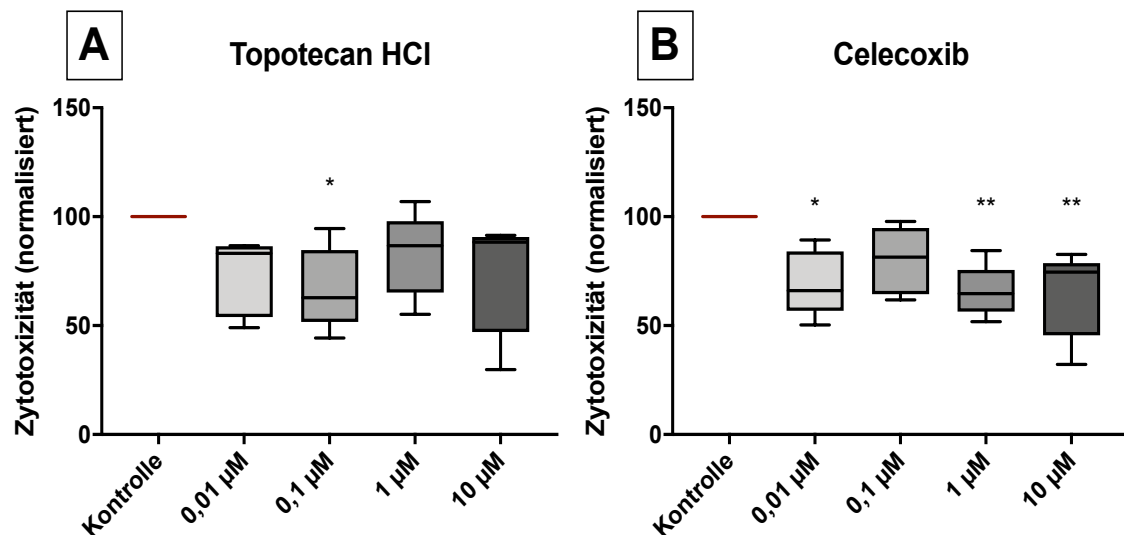 A
Topotecan HCl
Zytotoxizität (normalisiert)
150
100
50
0
*
Kontrolle
0,01 µM
0,1 µM
1 µM
10 µM
B
Celecoxib
Zytotoxizität (normalisiert)
150
100
50
0
*
**
**
Kontrolle
0,01 µM
0,1 µM
1 µM
10 µM